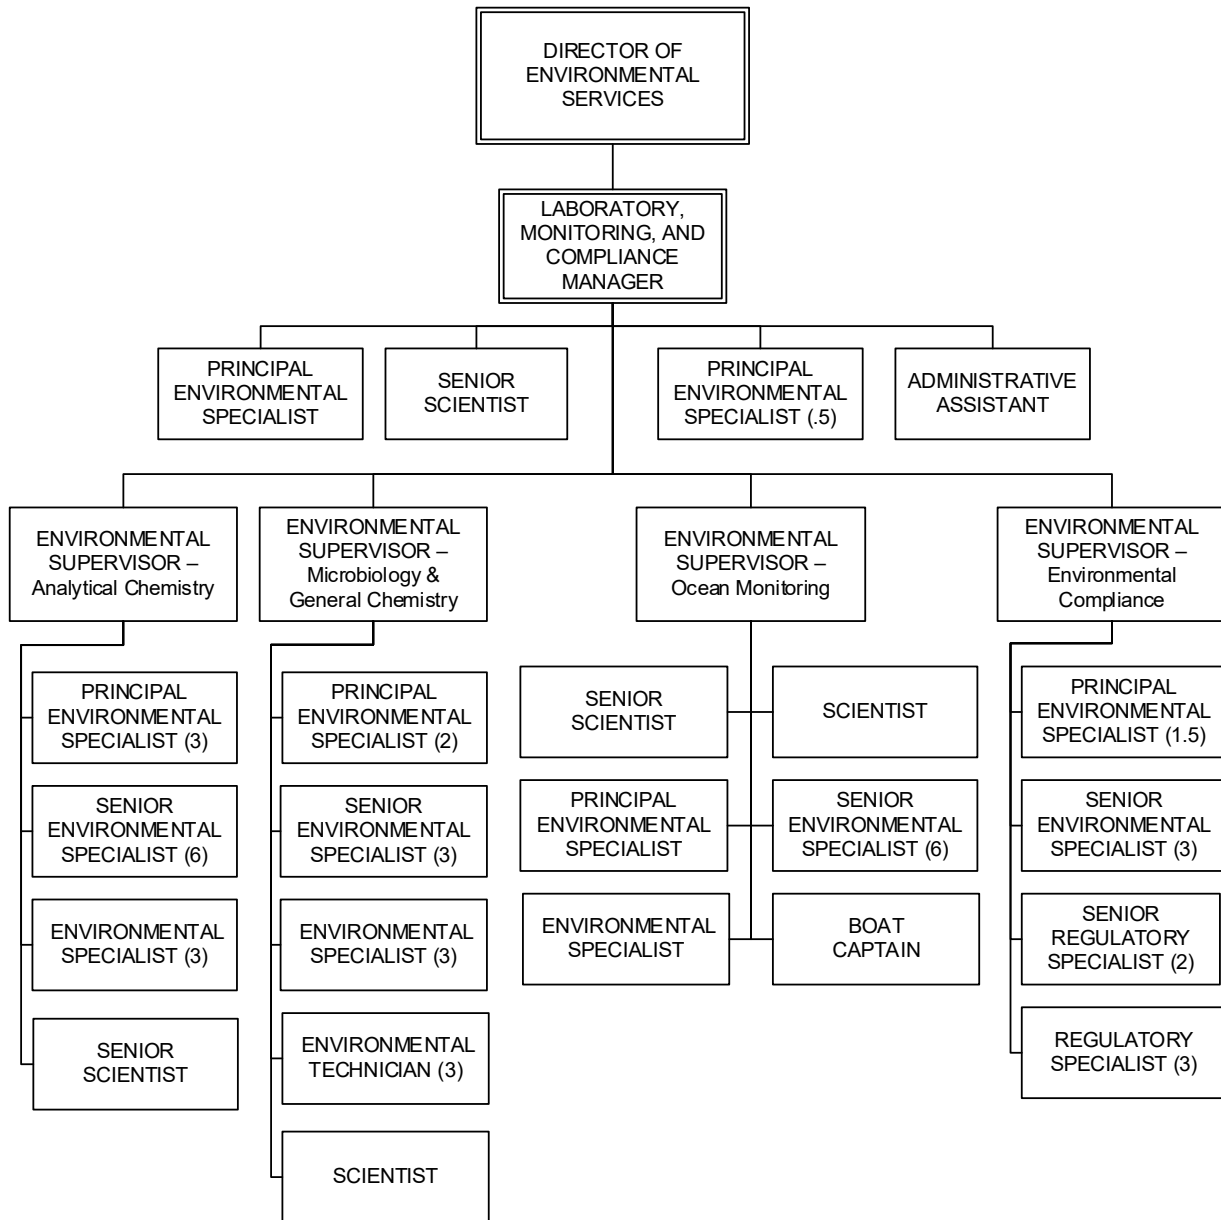 DIRECTOR OF
ENVIRONMENTAL
SERVICES
LABORATORY,
MONITORING, AND
COMPLIANCE
MANAGER
PRINCIPAL
ENVIRONMENTAL
SPECIALIST
SENIOR
SCIENTIST
PRINCIPAL
ENVIRONMENTAL
SPECIALIST (.5)
ADMINISTRATIVE
ASSISTANT
ENVIRONMENTAL
SUPERVISOR –
Analytical Chemistry
ENVIRONMENTAL
SUPERVISOR –
Microbiology &
General Chemistry
ENVIRONMENTAL
SUPERVISOR –
Ocean Monitoring
ENVIRONMENTAL
SUPERVISOR –
Environmental
Compliance
PRINCIPAL
ENVIRONMENTAL
SPECIALIST (3)
SENIOR
ENVIRONMENTAL
SPECIALIST (6)
ENVIRONMENTAL
SPECIALIST (3)
SENIOR
SCIENTIST
PRINCIPAL
ENVIRONMENTAL
SPECIALIST (2)
SENIOR
ENVIRONMENTAL
SPECIALIST (3)
ENVIRONMENTAL
SPECIALIST (3)
ENVIRONMENTAL
TECHNICIAN (3)
SCIENTIST
SENIOR
SCIENTIST
SCIENTIST
PRINCIPAL
ENVIRONMENTAL
SPECIALIST
SENIOR
ENVIRONMENTAL
SPECIALIST (6)
ENVIRONMENTAL
SPECIALIST
BOAT
CAPTAIN
PRINCIPAL
ENVIRONMENTAL
SPECIALIST (1.5)
SENIOR
ENVIRONMENTAL
SPECIALIST (3)
SENIOR
REGULATORY
SPECIALIST (2)
REGULATORY
SPECIALIST (3)